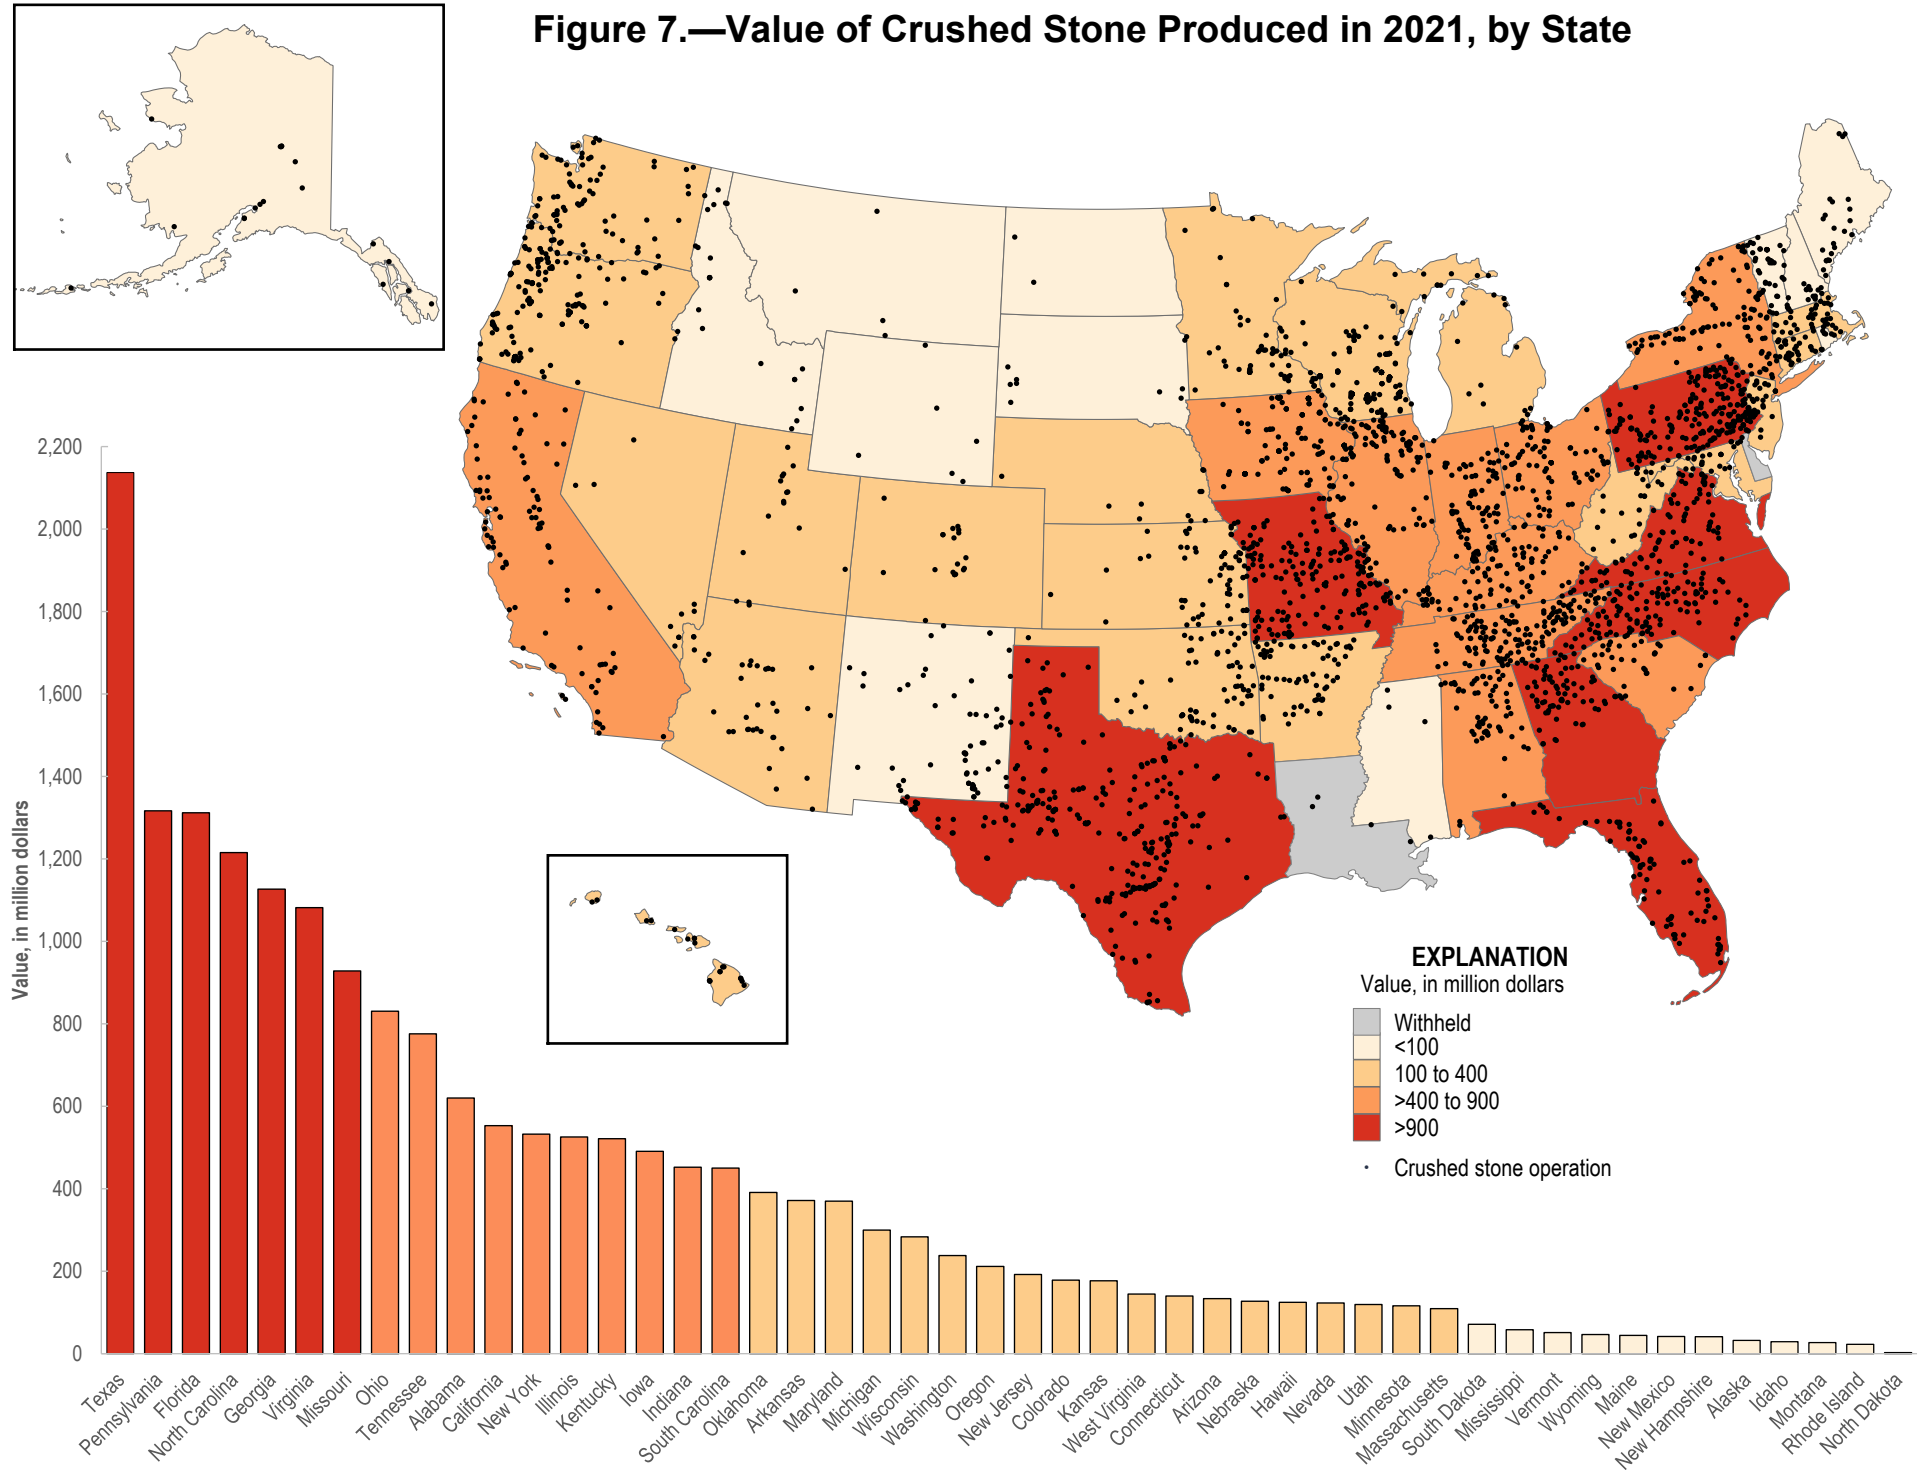 Figure 7.—Value of Crushed Stone Produced in 2021, by State
2,200
2,000
1,800
1,600
1,400
1,200
1,000
800
600
400
200
0
Value, in million dollars
EXPLANATION
Value, in million dollars
Withheld
<100
100 to 400
>400 to 900
>900
Crushed stone operation
Texas
Pennsylvania
Florida
North Carolina
Georgia
Virginia
Missouri
Ohio
Tennessee
Alabama
California
New York
Illinois
Kentucky
Iowa
Indiana
South Carolina
Oklahoma
Arkansas
Maryland
Michigan
Wisconsin
Washington
Oregon
New Jersey
Colorado
Kansas
West Virginia
Connecticut
Arizona
Nebraska
Hawaii
Nevada
Utah
Minnesota
Massachusetts
South Dakota
Mississippi
Vermont
Wyoming
Maine
New Mexico
New Hampshire
Alaska
Idaho
Montana
Rhode Island
North Dakota